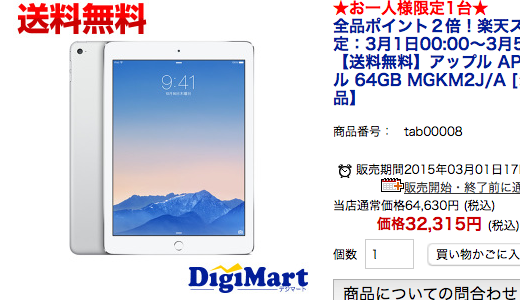 送料無料
★お一人様限定1台★
全品ポイント２倍！楽天ス
定：3月1日00:00〜3月5
【送料無料】アップル AP
ル 64GB MGKM2J/A [
品】
商品番号： tab00008
販売期間2015年03月01日17
販売開始・終了前に通
当店通常価格64,630円 (税込)
価格32,315円 (税込)
個数 1 買い物かごに入
DigiMart
デジマート
商品についての問合わせ